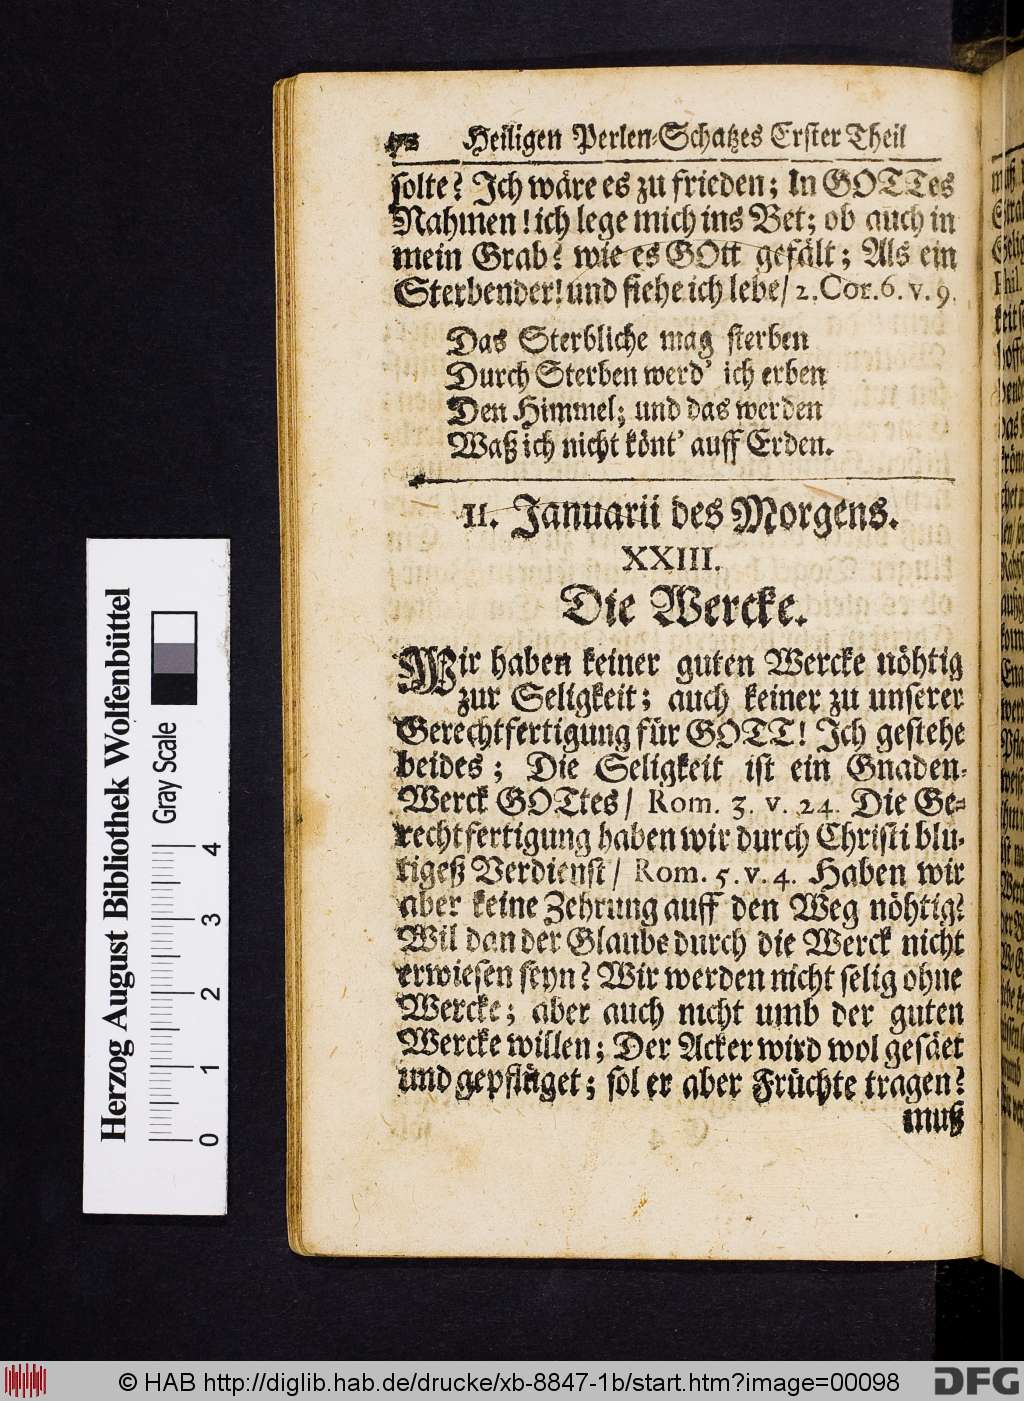 72 Heiligen Perlen-Schatzes Erster Theil
solte? Ich wäre es zu frieden; In GOTTes
Nahmen! ich lege mich ins Bet; ob auch in
mein Grab? wie es GOtt gefält; Als ein
Sterbender! und siehe ich lebe/ 2. Cor. 6. v. 9.
Das Sterbliche mag sterben
Durch Sterben werd' ich erben
Den Himmel; und das werden
Waß ich nicht könt' auff Erden.
11. Januarii des Morgens.
XXIII.
Die Wercke.
Wir haben keiner guten Wercke nöhtig
zur Seligkeit; auch keiner zu unserer
Gerechtfertigung für GOTT! Ich gestehe
beides; Die Seligkeit ist ein Gnaden-
Werck GOTtes/ Rom. 3. v. 24. Die Ge-
rechtfertigung haben wir durch Christi blu-
tigeß Verdienst/ Rom. 5. v. 4. Haben wir
aber keine Zehrung auff den Weg nöhtig?
Wil dan der Glaube durch die Werck nicht
erwiesen seyn? Wir werden nicht selig ohne
Wercke; aber auch nicht umb der guten
Wercke willen; Der Acker wird wol gesäet
und gepflüget; sol er aber Früchte tragen?
muß
Herzog August Bibliothek Wolfenbüttel
Gray Scale
0 1 2 3 4
© HAB http://diglib.hab.de/drucke/xb-8847-1b/start.htm?image=00098
DFG